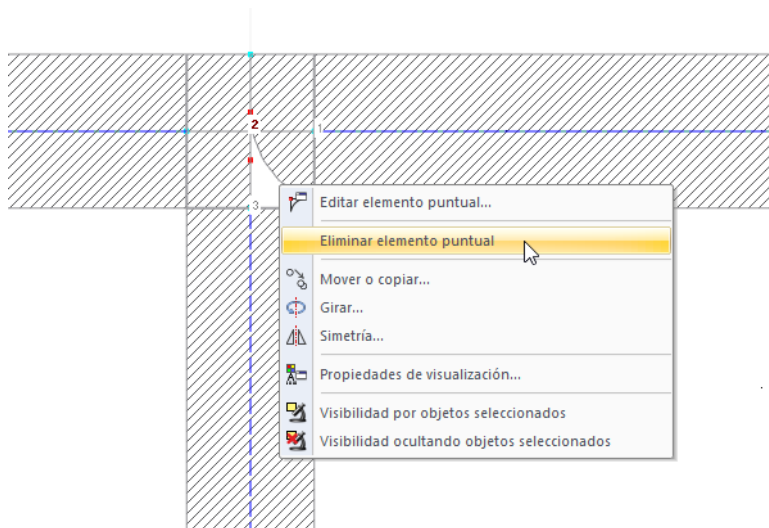 2
1
3
Editar elemento puntual...
Eliminar elemento puntual
Mover o copiar...
Girar...
Simetría...
Propiedades de visualización...
Visibilidad por objetos seleccionados
Visibilidad ocultando objetos seleccionados